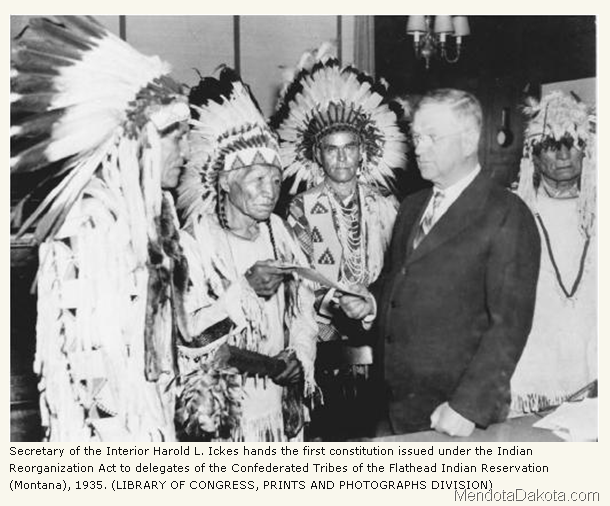 Secretary of the Interior Harold L. Ickes hands the first constitution issued under the Indian
Reorganization Act to delegates of the Confederated Tribes of the Flathead Indian Reservation
(Montana), 1935. (LIBRARY OF CONGRESS, PRINTS AND PHOTOGRAPHS DIVISION)
MendotaDakota.com